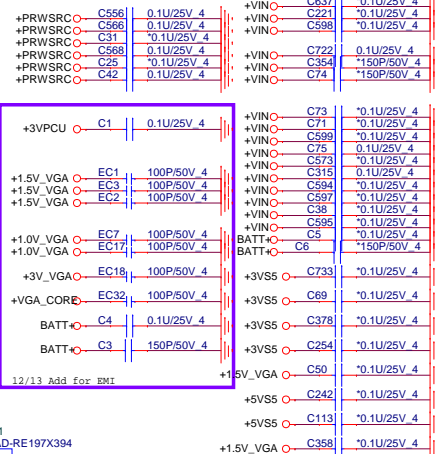 +PRWSRC C556 0.1U/25V_4
+PRWSRC C566 0.1U/25V_4
+PRWSRC C31 *0.1U/25V_4
+PRWSRC C568 0.1U/25V_4
+PRWSRC C25 *0.1U/25V_4
+PRWSRC C42 0.1U/25V_4
+3VPCU C1 0.1U/25V_4
+1.5V_VGA EC1 100P/50V_4
+1.5V_VGA EC3 100P/50V_4
+1.5V_VGA EC2 100P/50V_4
+1.0V_VGA EC7 100P/50V_4
+1.0V_VGA EC17 100P/50V_4
+3V_VGA EC18 100P/50V_4
+VGA_CORE EC32 100P/50V_4
BATT+ C4 0.1U/25V_4
BATT+ C3 150P/50V_4
12/13 Add for EMI
D-RE197X394
+VIN C637 *0.1U/25V_4
+VIN C221 *0.1U/25V_4
+VIN C598 *0.1U/25V_4
+VIN C722 0.1U/25V_4
+VIN C354 *150P/50V_4
+VIN C74 *150P/50V_4
+VIN C73 *0.1U/25V_4
+VIN C71 *0.1U/25V_4
+VIN C599 *0.1U/25V_4
+VIN C75 0.1U/25V_4
+VIN C573 *0.1U/25V_4
+VIN C315 0.1U/25V_4
+VIN C594 *0.1U/25V_4
+VIN C597 *0.1U/25V_4
+VIN C38 *0.1U/25V_4
+VIN C595 *0.1U/25V_4
BATT+ C5 *0.1U/25V_4
BATT+ C6 *150P/50V_4
+3VS5 C733 *0.1U/25V_4
+3VS5 C69 *0.1U/25V_4
+3VS5 C378 *0.1U/25V_4
+3VS5 C254 *0.1U/25V_4
+1.5V_VGA C50 *0.1U/25V_4
+5VS5 C242 *0.1U/25V_4
+5VS5 C113 *0.1U/25V_4
+1.5V_VGA C358 *0.1U/25V_4